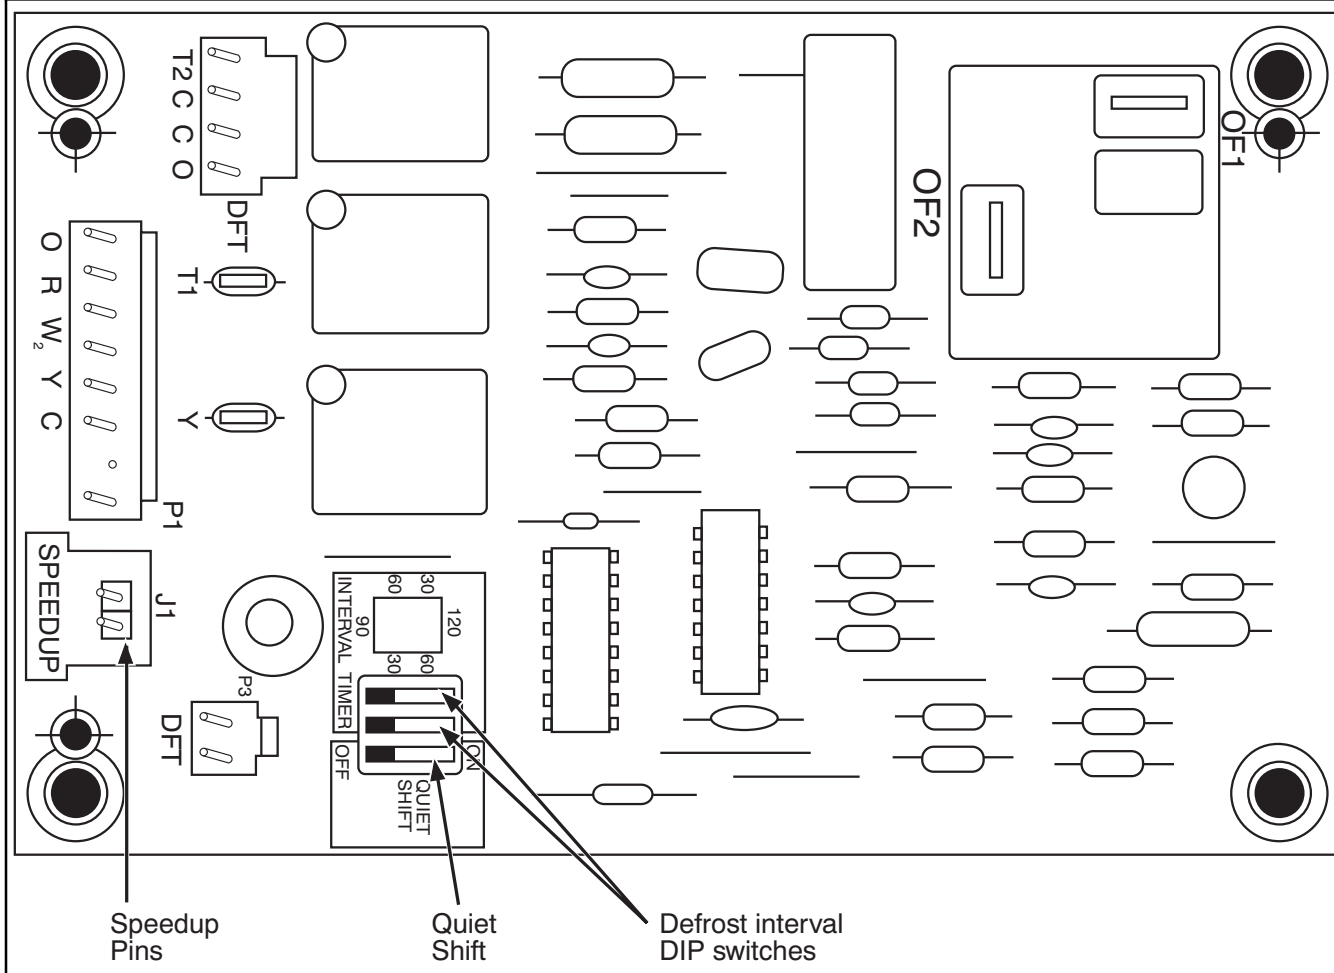 T2
C
C
O
DFT
T1
Y
O
R
W2
Y
C
P1
SPEEDUP
J1
P3
DFT
INTERVAL TIMER
60
30
90
120
30
60
OFF
ON
QUIET
SHIFT
OF2
OF1
Speedup
Pins
Quiet
Shift
Defrost interval
DIP switches